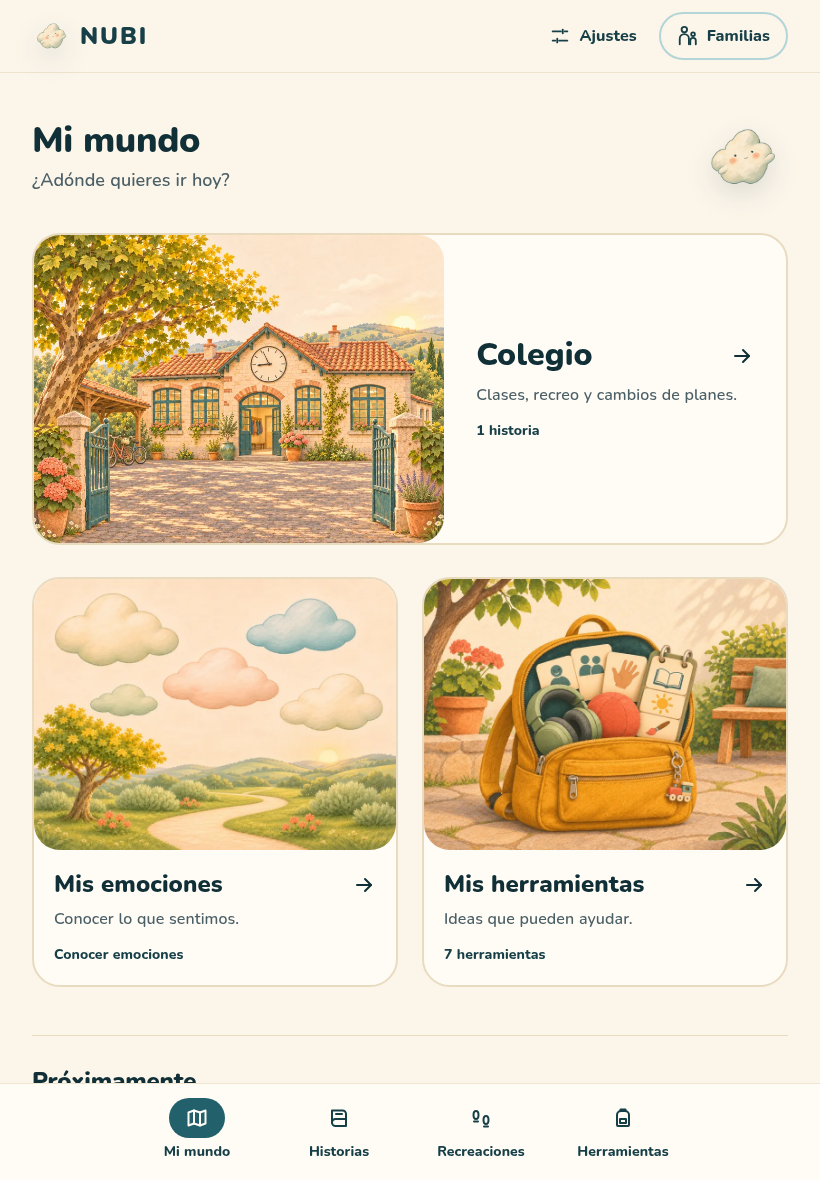 NUBI
Ajustes
Familias
Mi mundo
¿Adónde quieres ir hoy?
Colegio
Clases, recreo y cambios de planes.
1 historia
Mis emociones
Conocer lo que sentimos.
Conocer emociones
Mis herramientas
Ideas que pueden ayudar.
7 herramientas
Próximamente
Mi mundo
Historias
Recreaciones
Herramientas